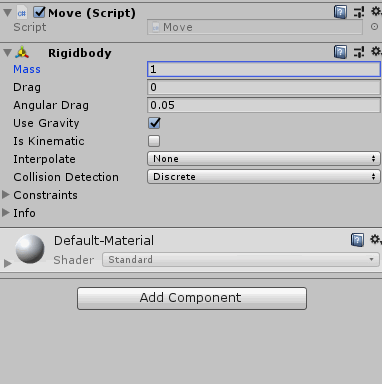 Move (Script)
Script Move
Rigidbody
Mass 1
Drag 0
Angular Drag 0.05
Use Gravity
Is Kinematic
Interpolate None
Collision Detection Discrete
Constraints
Info
Default-Material
Shader Standard
Add Component